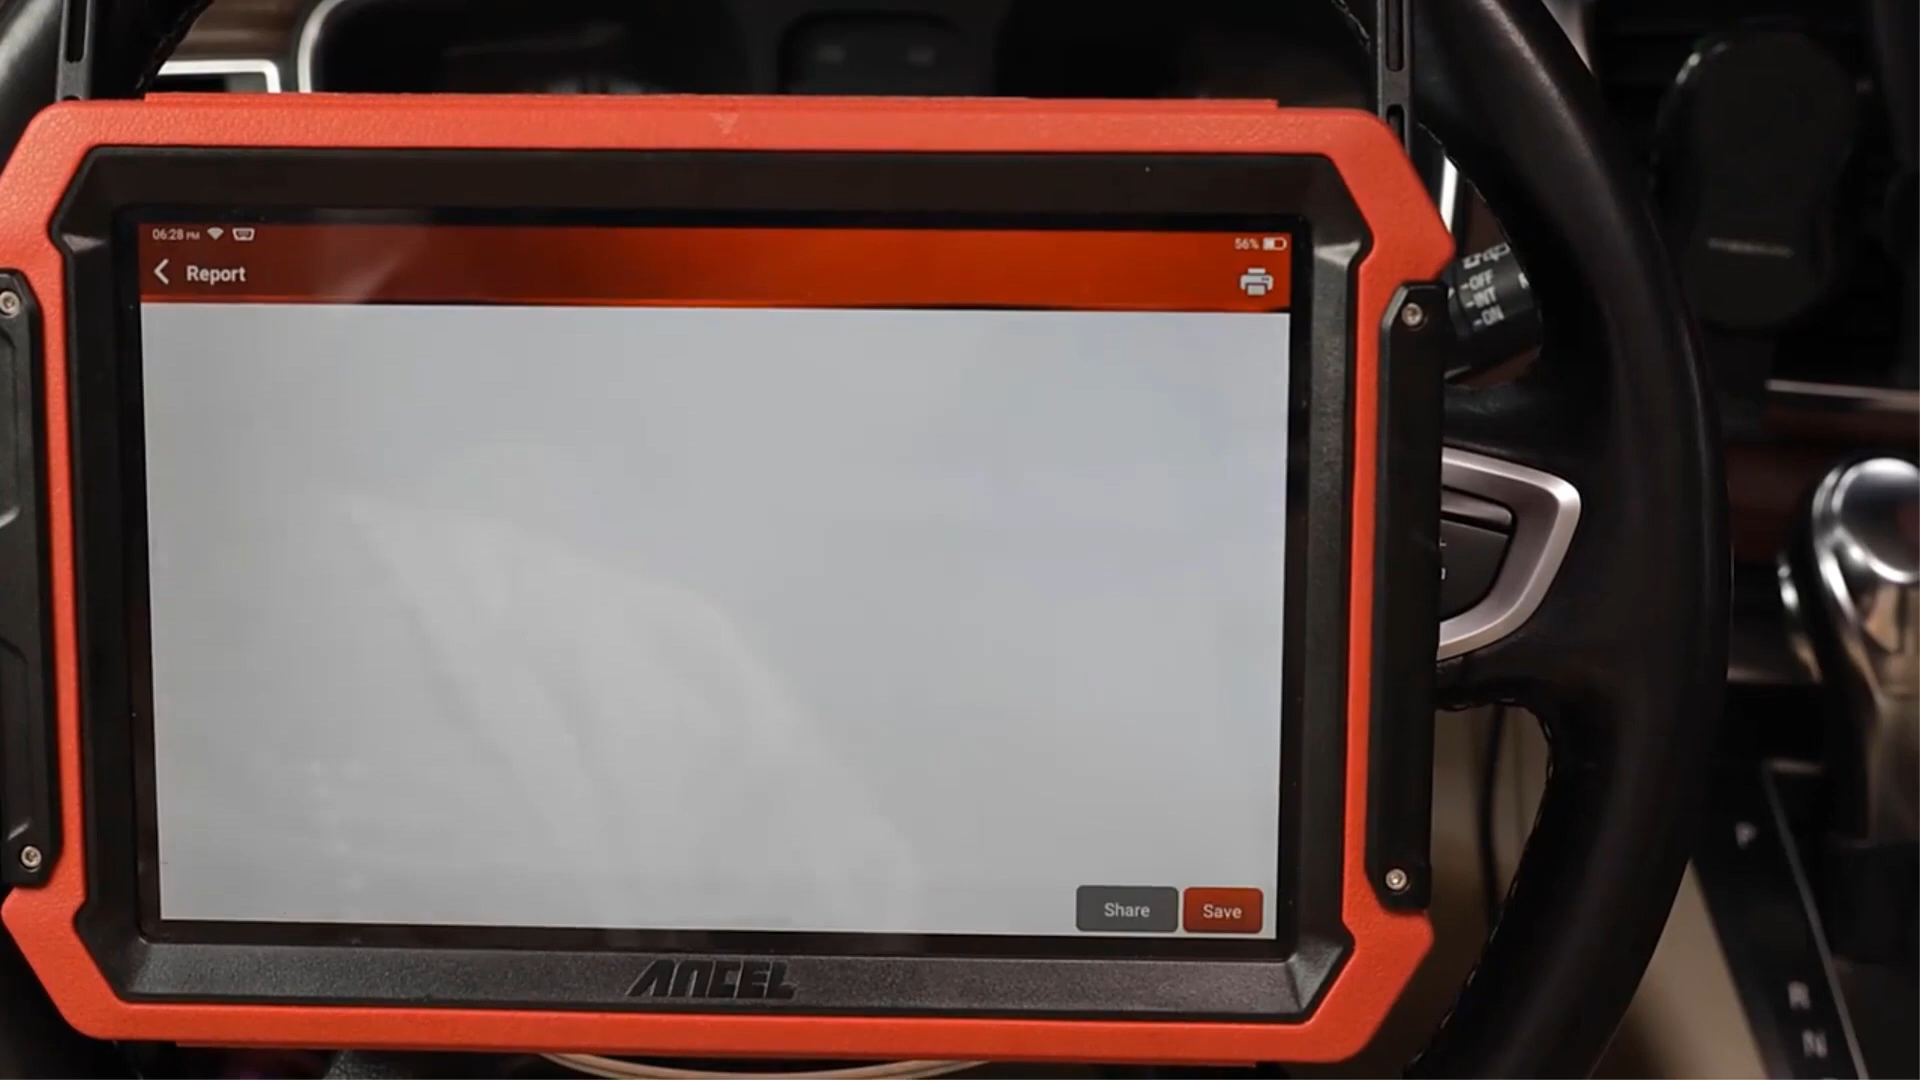 06:28 PM
56%
Report
Share
Save
ANCEL
OFF
INT
ON
P
R
N